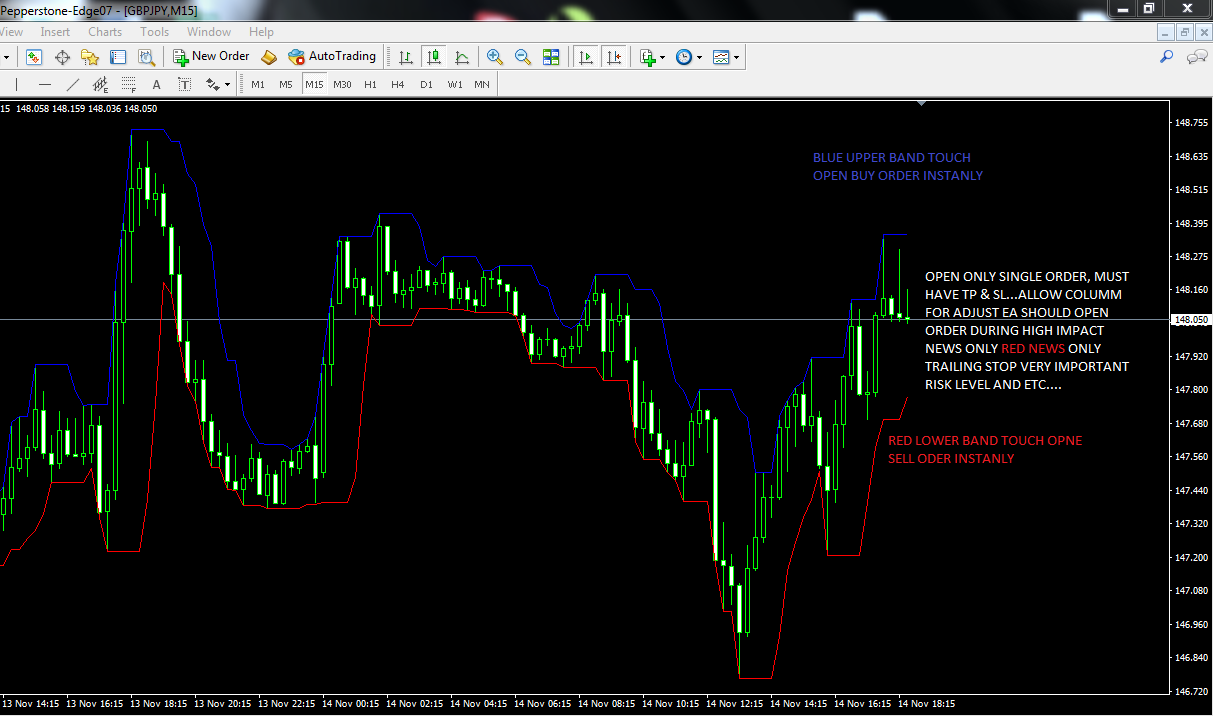 Pepperstone-Edge07 - [GBPJPY,M15]
View Insert Charts Tools Window Help
New Order AutoTrading
A T M1 M5 M15 M30 H1 H4 D1 W1 MN
15 148.058 148.159 148.036 148.050
148.755
148.635
148.515
148.395
148.275
148.160
148.050
147.920
147.800
147.680
147.560
147.440
147.320
147.200
147.080
146.960
146.840
146.720
BLUE UPPER BAND TOUCH
OPEN BUY ORDER INSTANLY
OPEN ONLY SINGLE ORDER, MUST
HAVE TP & SL...ALLOW COLUMM
FOR ADJUST EA SHOULD OPEN
ORDER DURING HIGH IMPACT
NEWS ONLY RED NEWS ONLY
TRAILING STOP VERY IMPORTANT
RISK LEVEL AND ETC....
RED LOWER BAND TOUCH OPNE
SELL ODER INSTANLY
13 Nov 14:15 13 Nov 16:15 13 Nov 18:15 13 Nov 20:15 13 Nov 22:15 14 Nov 00:15 14 Nov 02:15 14 Nov 04:15 14 Nov 06:15 14 Nov 08:15 14 Nov 10:15 14 Nov 12:15 14 Nov 14:15 14 Nov 16:15 14 Nov 18:15